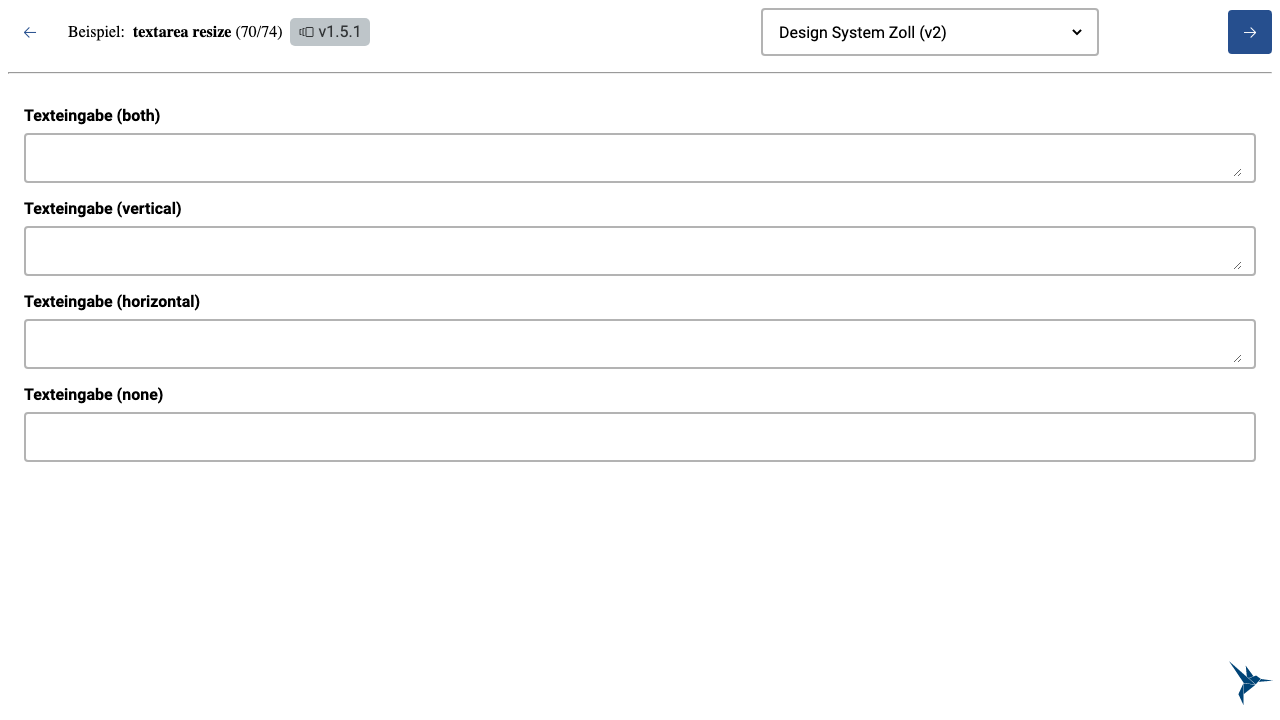 Beispiel: textarea resize (70/74) v1.5.1
Design System Zoll (v2)
Texteingabe (both)
Texteingabe (vertical)
Texteingabe (horizontal)
Texteingabe (none)